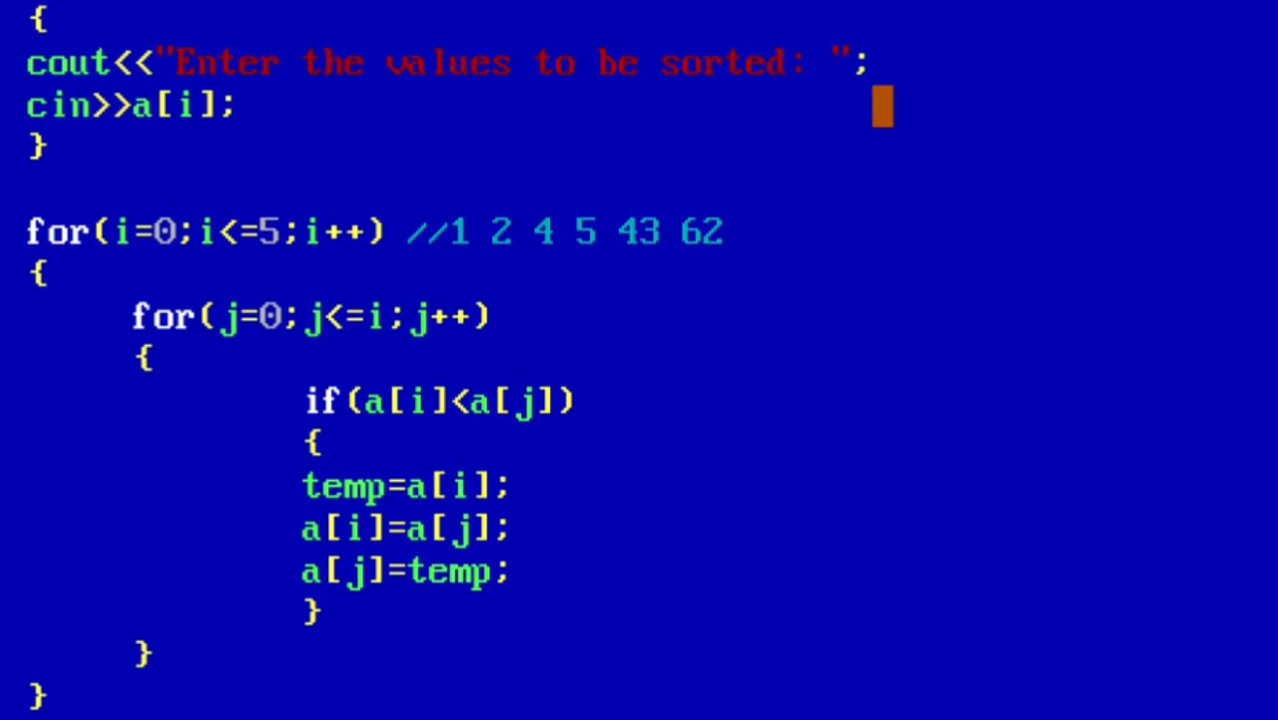 {
cout<<"Enter the values to be sorted: ";
cin>>a[i];
}
for(i=0;i<=5;i++) //1 2 4 5 43 62
{
for(j=0;j<=i;j++)
{
if(a[i]<a[j])
{
temp=a[i];
a[i]=a[j];
a[j]=temp;
}
}
}